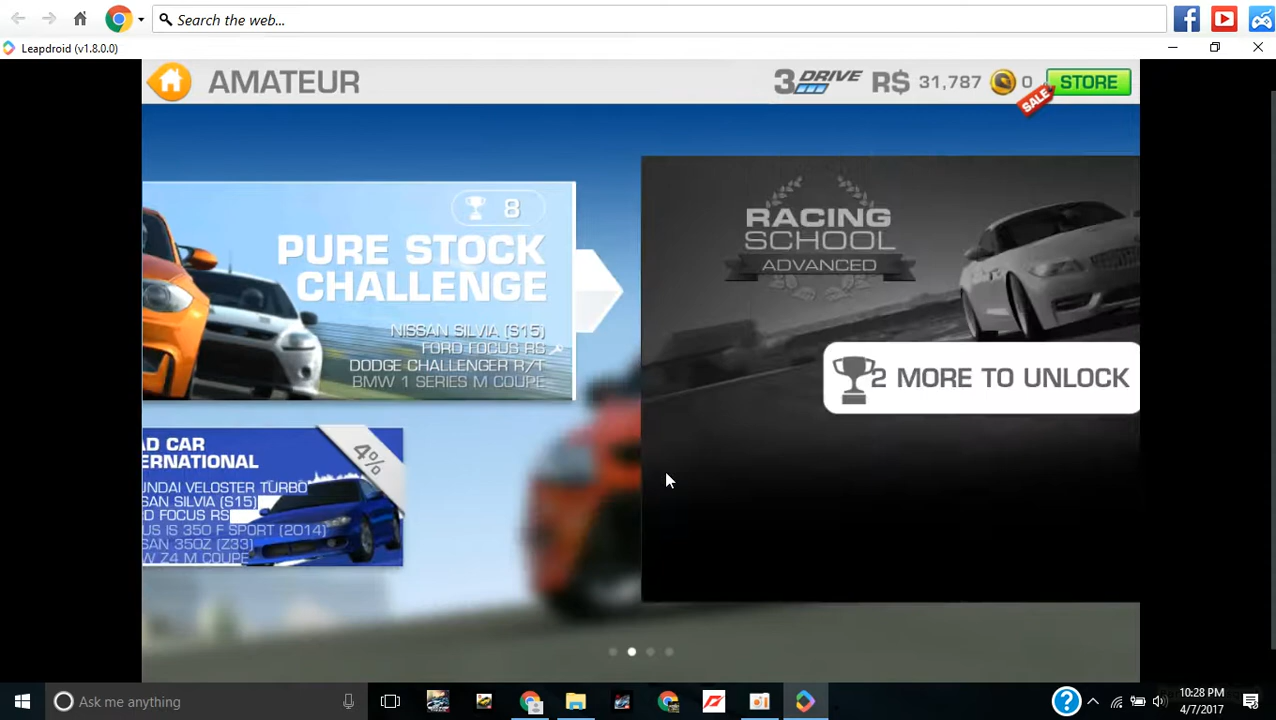 Search the web...
Leapdroid (v1.8.0.0)
AMATEUR
3 DRIVE R$ 31,787 0 STORE
SALE
8
PURE STOCK
CHALLENGE
NISSAN SILVIA (S15)
FORD FOCUS RS
DODGE CHALLENGER R/T
BMW 1 SERIES M COUPE
RACING
SCHOOL
ADVANCED
2 MORE TO UNLOCK
AD CAR
ERNATIONAL
4%
UNDAI VELOSTER TURBO
SAN SILVIA (S15)
RD FOCUS RS
US IS 350 F SPORT (2014)
SAN 350Z (Z33)
W Z4 M COUPE
Ask me anything
10:28 PM
4/7/2017